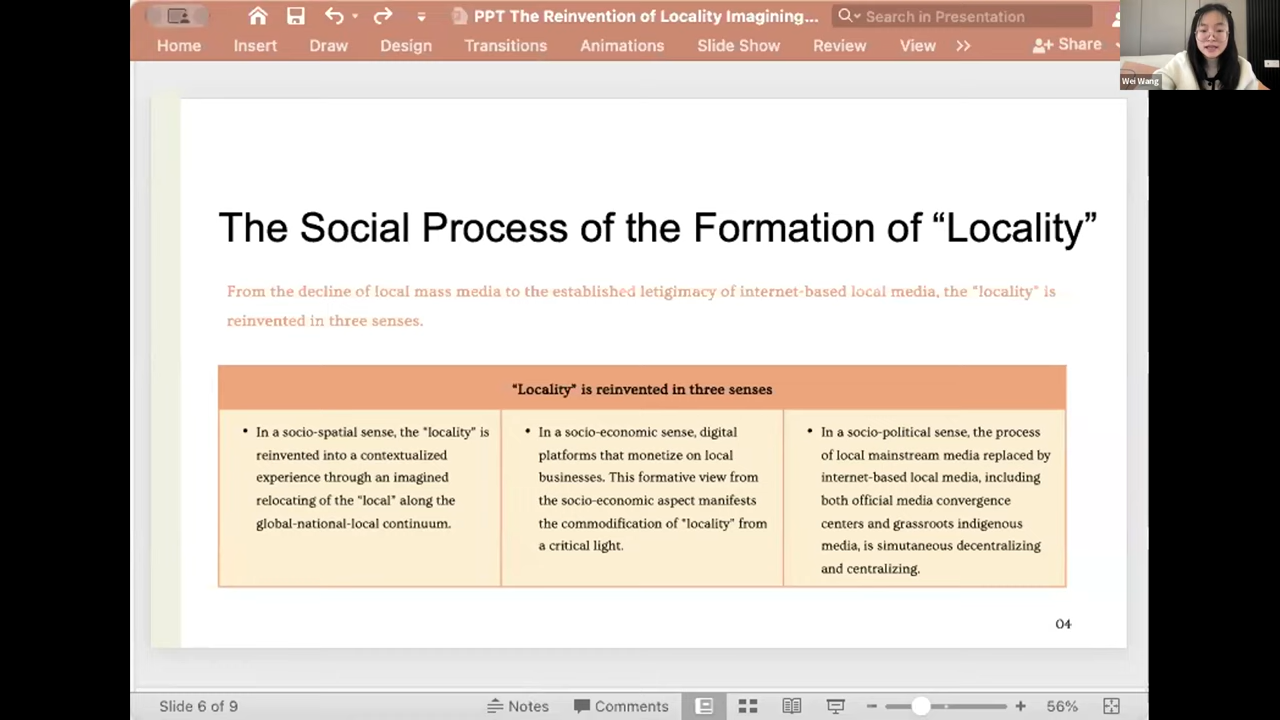 PPT The Reinvention of Locality Imagining...
Search in Presentation
Home Insert Draw Design Transitions Animations Slide Show Review View Share
Wei Wang
The Social Process of the Formation of “Locality”
From the decline of local mass media to the established letigimacy of internet-based local media, the “locality” is
reinvented in three senses.
“Locality” is reinvented in three senses
• In a socio-spatial sense, the “locality” is
reinvented into a contextualized
experience through an imagined
relocating of the “local” along the
global-national-local continuum.
• In a socio-economic sense, digital
platforms that monetize on local
businesses. This formative view from
the socio-economic aspect manifests
the commodification of “locality” from
a critical light.
• In a socio-political sense, the process
of local mainstream media replaced by
internet-based local media, including
both official media convergence
centers and grassroots indigenous
media, is simutaneous decentralizing
and centralizing.
04
Slide 6 of 9 Notes Comments 56%